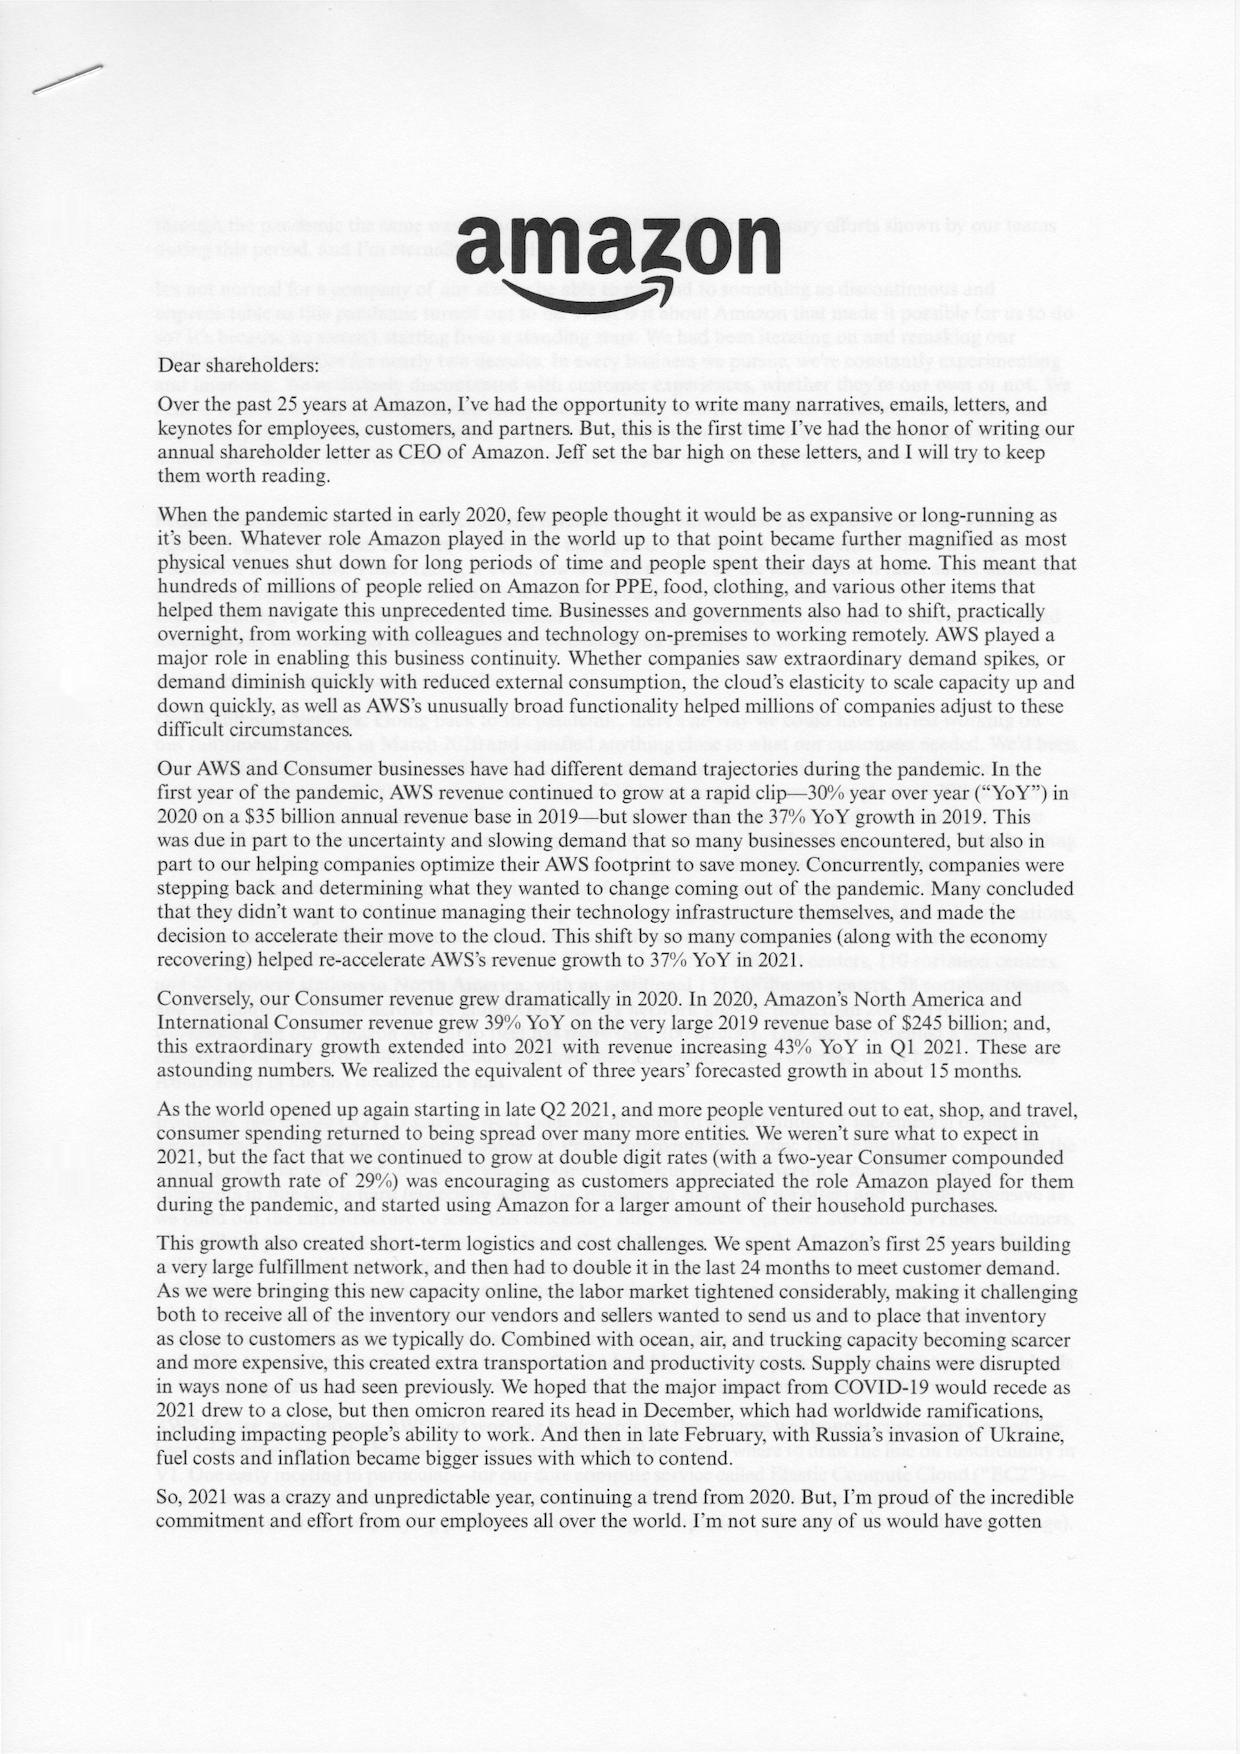 amazon
Dear shareholders:
Over the past 25 years at Amazon, I’ve had the opportunity to write many narratives, emails, letters, and
keynotes for employees, customers, and partners. But, this is the first time I’ve had the honor of writing our
annual shareholder letter as CEO of Amazon. Jeff set the bar high on these letters, and I will try to keep
them worth reading.
When the pandemic started in early 2020, few people thought it would be as expansive or long-running as
it’s been. Whatever role Amazon played in the world up to that point became further magnified as most
physical venues shut down for long periods of time and people spent their days at home. This meant that
hundreds of millions of people relied on Amazon for PPE, food, clothing, and various other items that
helped them navigate this unprecedented time. Businesses and governments also had to shift, practically
overnight, from working with colleagues and technology on-premises to working remotely. AWS played a
major role in enabling this business continuity. Whether companies saw extraordinary demand spikes, or
demand diminish quickly with reduced external consumption, the cloud’s elasticity to scale capacity up and
down quickly, as well as AWS’s unusually broad functionality helped millions of companies adjust to these
difficult circumstances.
Our AWS and Consumer businesses have had different demand trajectories during the pandemic. In the
first year of the pandemic, AWS revenue continued to grow at a rapid clip—30% year over year (“YoY”) in
2020 on a $35 billion annual revenue base in 2019—but slower than the 37% YoY growth in 2019. This
was due in part to the uncertainty and slowing demand that so many businesses encountered, but also in
part to our helping companies optimize their AWS footprint to save money. Concurrently, companies were
stepping back and determining what they wanted to change coming out of the pandemic. Many concluded
that they didn’t want to continue managing their technology infrastructure themselves, and made the
decision to accelerate their move to the cloud. This shift by so many companies (along with the economy
recovering) helped re-accelerate AWS’s revenue growth to 37% YoY in 2021.
Conversely, our Consumer revenue grew dramatically in 2020. In 2020, Amazon’s North America and
International Consumer revenue grew 39% YoY on the very large 2019 revenue base of $245 billion; and,
this extraordinary growth extended into 2021 with revenue increasing 43% YoY in Q1 2021. These are
astounding numbers. We realized the equivalent of three years’ forecasted growth in about 15 months.
As the world opened up again starting in late Q2 2021, and more people ventured out to eat, shop, and travel,
consumer spending returned to being spread over many more entities. We weren’t sure what to expect in
2021, but the fact that we continued to grow at double digit rates (with a two-year Consumer compounded
annual growth rate of 29%) was encouraging as customers appreciated the role Amazon played for them
during the pandemic, and started using Amazon for a larger amount of their household purchases.
This growth also created short-term logistics and cost challenges. We spent Amazon’s first 25 years building
a very large fulfillment network, and then had to double it in the last 24 months to meet customer demand.
As we were bringing this new capacity online, the labor market tightened considerably, making it challenging
both to receive all of the inventory our vendors and sellers wanted to send us and to place that inventory
as close to customers as we typically do. Combined with ocean, air, and trucking capacity becoming scarcer
and more expensive, this created extra transportation and productivity costs. Supply chains were disrupted
in ways none of us had seen previously. We hoped that the major impact from COVID-19 would recede as
2021 drew to a close, but then omicron reared its head in December, which had worldwide ramifications,
including impacting people’s ability to work. And then in late February, with Russia’s invasion of Ukraine,
fuel costs and inflation became bigger issues with which to contend.
So, 2021 was a crazy and unpredictable year, continuing a trend from 2020. But, I’m proud of the incredible
commitment and effort from our employees all over the world. I’m not sure any of us would have gotten